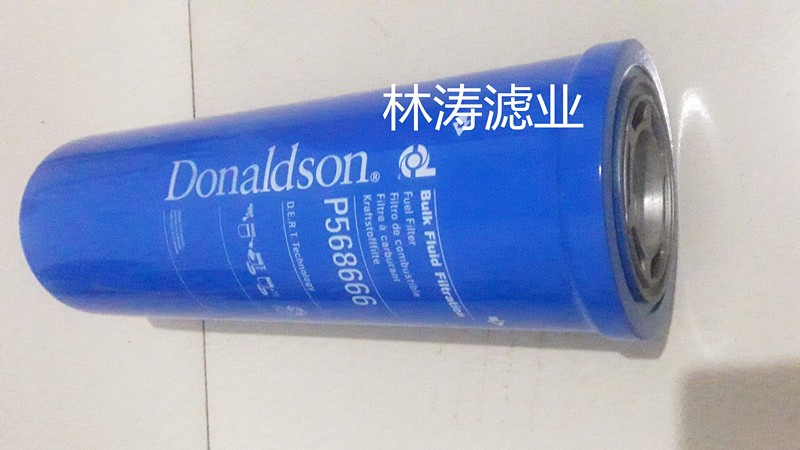 林涛滤业
Donaldson®
Bulk Fluid Filtration
Fuel Filter
Filtro de combustible
Filtre à carburant
Kraftstofffilter
P568666
D.E.R.T. Technology